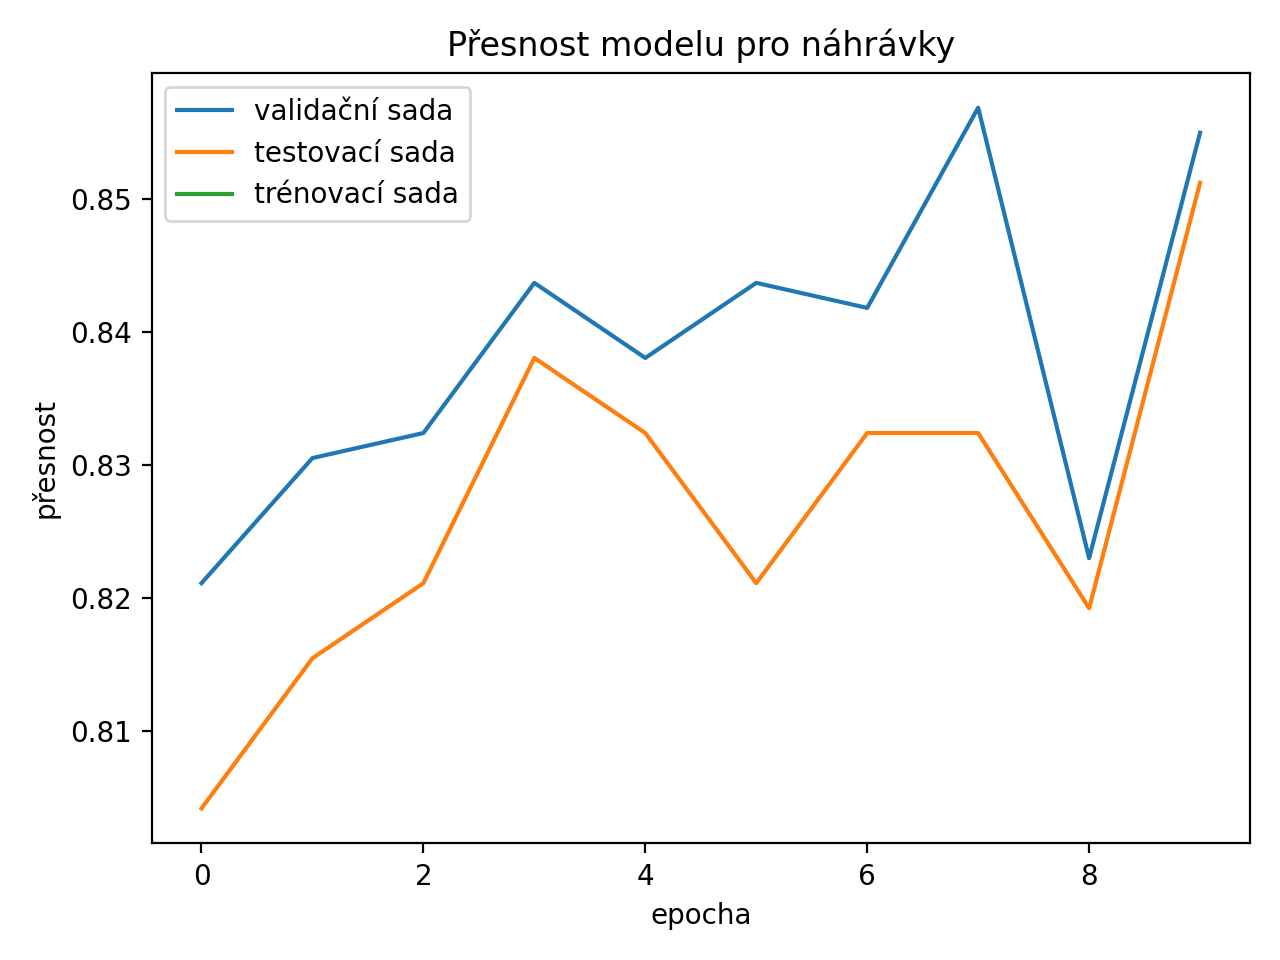 Přesnost modelu pro náhrávky
validační sada
testovací sada
trénovací sada
0.85
0.84
0.83
0.82
0.81
přesnost
0 2 4 6 8
epocha